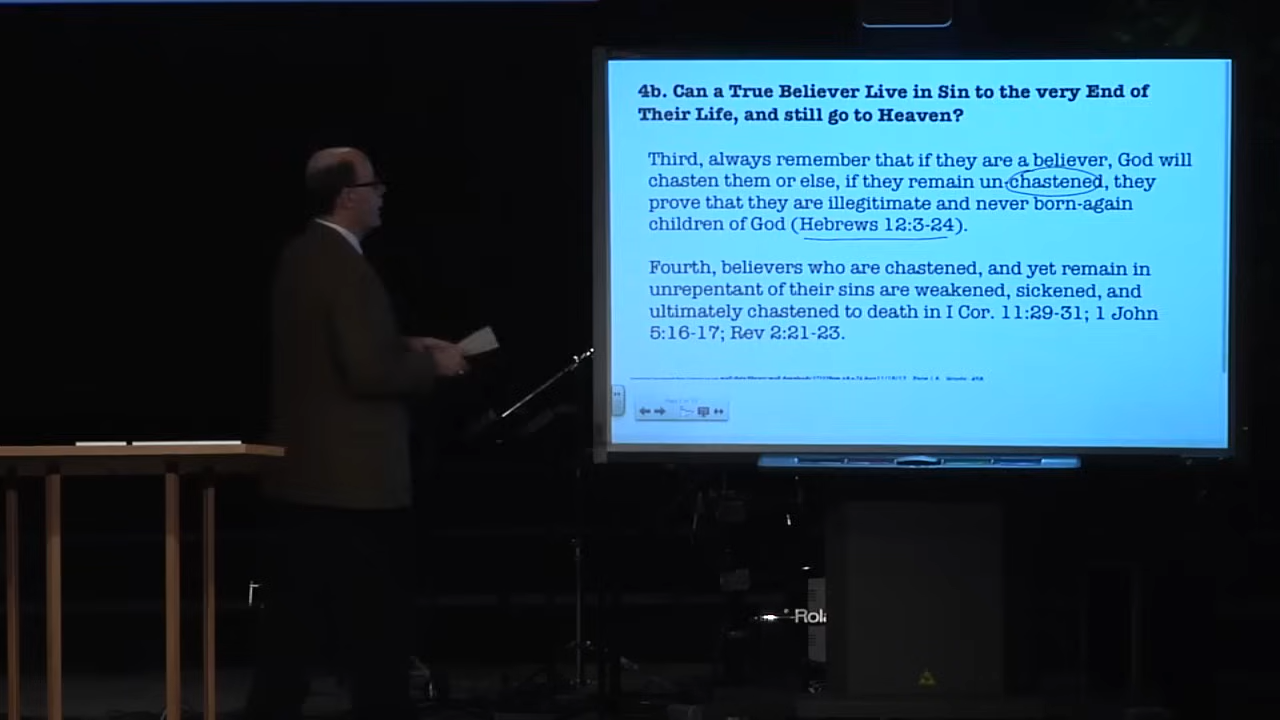 4b. Can a True Believer Live in Sin to the very End of
Their Life, and still go to Heaven?
Third, always remember that if they are a believer, God will
chasten them or else, if they remain un-chastened, they
prove that they are illegitimate and never born-again
children of God (Hebrews 12:3-24).
Fourth, believers who are chastened, and yet remain in
unrepentant of their sins are weakened, sickened, and
ultimately chastened to death in I Cor. 11:29-31; 1 John
5:16-17; Rev 2:21-23.
Rola